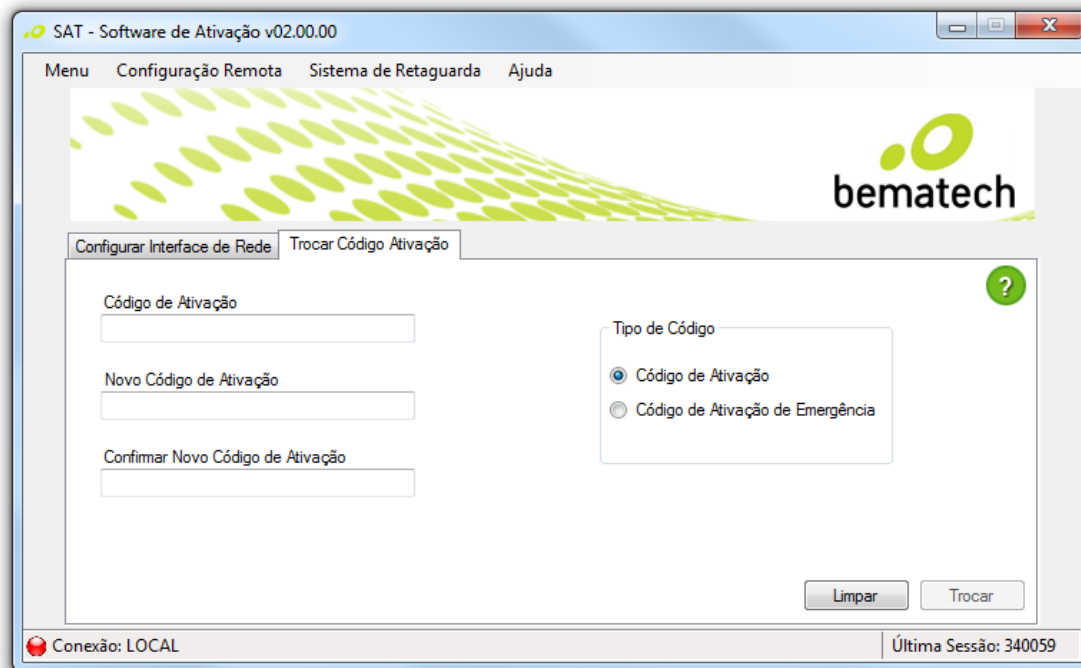 SAT - Software de Ativação v02.00.00
Menu Configuração Remota Sistema de Retaguarda Ajuda
bematech
Configurar Interface de Rede Trocar Código Ativação
?
Código de Ativação
Tipo de Código
Código de Ativação
Novo Código de Ativação
Código de Ativação de Emergência
Confirmar Novo Código de Ativação
Limpar Trocar
Conexão: LOCAL Última Sessão: 340059